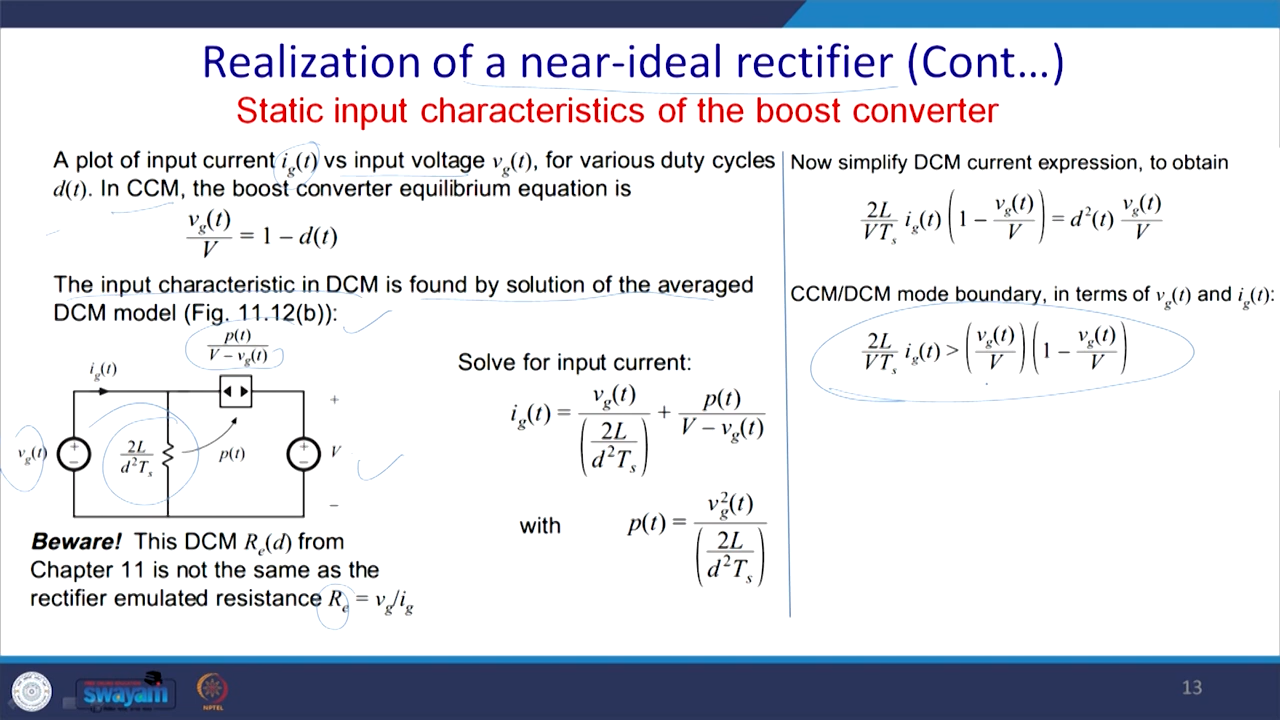 Realization of a near-ideal rectifier (Cont…)
Static input characteristics of the boost converter
A plot of input current i_g(t) vs input voltage v_g(t), for various duty cycles
d(t). In CCM, the boost converter equilibrium equation is
v_g(t)/V = 1 – d(t)
The input characteristic in DCM is found by solution of the averaged
DCM model (Fig. 11.12(b)):
p(t)/(V – v_g(t))
i_g(t)
+
v_g(t)
+
–
2L/(d²T_s)
p(t)
+
–
V
–
Beware! This DCM R_e(d) from
Chapter 11 is not the same as the
rectifier emulated resistance R_e = v_g/i_g
Solve for input current:
i_g(t) = v_g(t)/(2L/(d²T_s)) + p(t)/(V – v_g(t))
with p(t) = v_g²(t)/(2L/(d²T_s))
Now simplify DCM current expression, to obtain
2L/(VT_s) i_g(t) (1 – v_g(t)/V) = d²(t) v_g(t)/V
CCM/DCM mode boundary, in terms of v_g(t) and i_g(t):
2L/(VT_s) i_g(t) > (v_g(t)/V) (1 – v_g(t)/V)
swayam
NPTEL
13